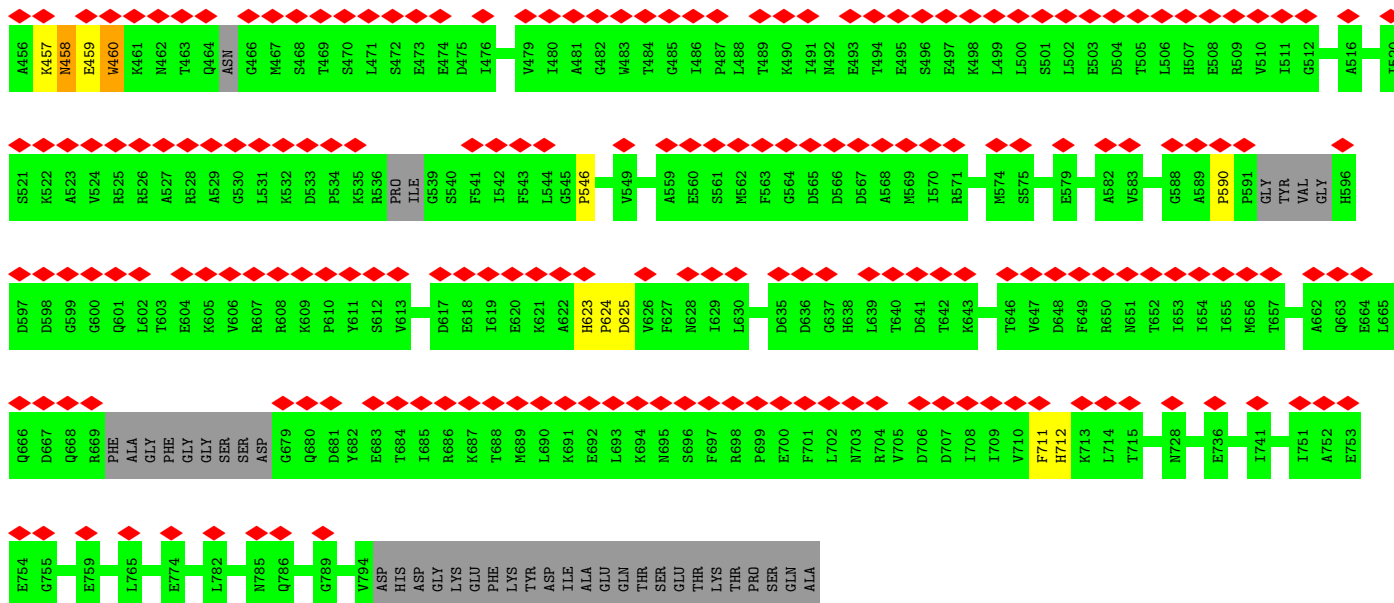 A456 K457 N458 E459 W460 K461 N462 T463 Q464 ASN G466 M467 S468 T469 S470 L471 S472 E473 E474 D475 I476 V479 I480 A481 G482 W483 T484 G485 I486 P487 L488 T489 K490 I491 N492 E493 T494 E495 S496 E497 K498 L499 L500 S501 L502 E503 D504 T505 L506 H507 E508 R509 V510 I511 G512 A516 I520
S521 K522 A523 V524 R525 R526 A527 R528 A529 G530 L531 K532 D533 P534 K535 R536 PRO ILE G539 S540 F541 I542 F543 L544 G545 P546 V549 A559 E560 S561 M562 F563 G564 D565 D566 D567 A568 M569 I570 R571 M574 S575 E579 A582 V583 G588 A589 P590 P591 GLY TYR VAL GLY H596
D597 D598 G599 G600 Q601 L602 T603 E604 K605 V606 R607 R608 K609 P610 Y611 S612 V613 D617 E618 I619 E620 K621 A622 H623 P624 D625 V626 F627 N628 I629 L630 D635 D636 G637 H638 L639 T640 D641 T642 K643 T646 V647 D648 F649 R650 N651 T652 I653 I654 I655 M656 T657 A662 Q663 E664 L665
Q666 D667 Q668 R669 PHE ALA GLY PHE GLY GLY SER SER ASP G679 Q680 D681 Y682 E683 T684 I685 R686 K687 T688 M689 L690 K691 E692 L693 K694 N695 S696 F697 R698 P699 E700 F701 L702 N703 R704 V705 D706 D707 I708 I709 V710 F711 H712 K713 L714 T715 N728 E736 I741 I751 A752 E753
E754 G755 E759 L765 E774 L782 N785 Q786 G789 V794 ASP HIS ASP GLY LYS GLU PHE LYS TYR ASP ILE ALA GLU GLN THR SER GLU THR LYS THR PRO SER GLN ALA